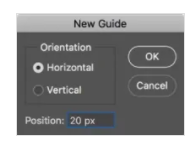 New Guide
Orientation
Horizontal
Vertical
OK
Cancel
Position: 20 px